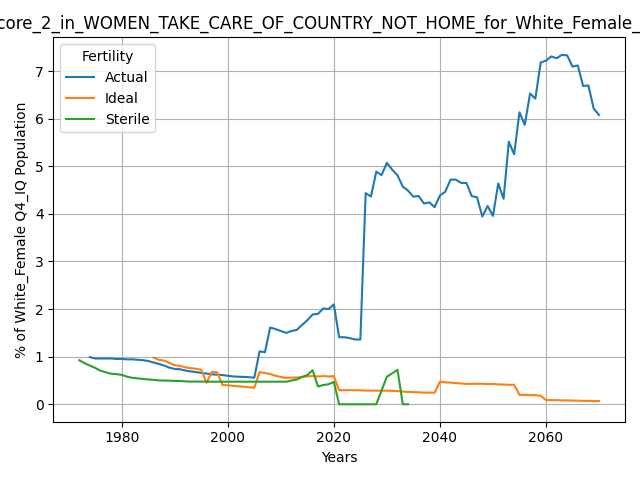 core_2_in_WOMEN_TAKE_CARE_OF_COUNTRY_NOT_HOME_for_White_Female_
Fertility
Actual
Ideal
Sterile
% of White_Female Q4_IQ Population
7
6
5
4
3
2
1
0
1980 2000 2020 2040 2060
Years